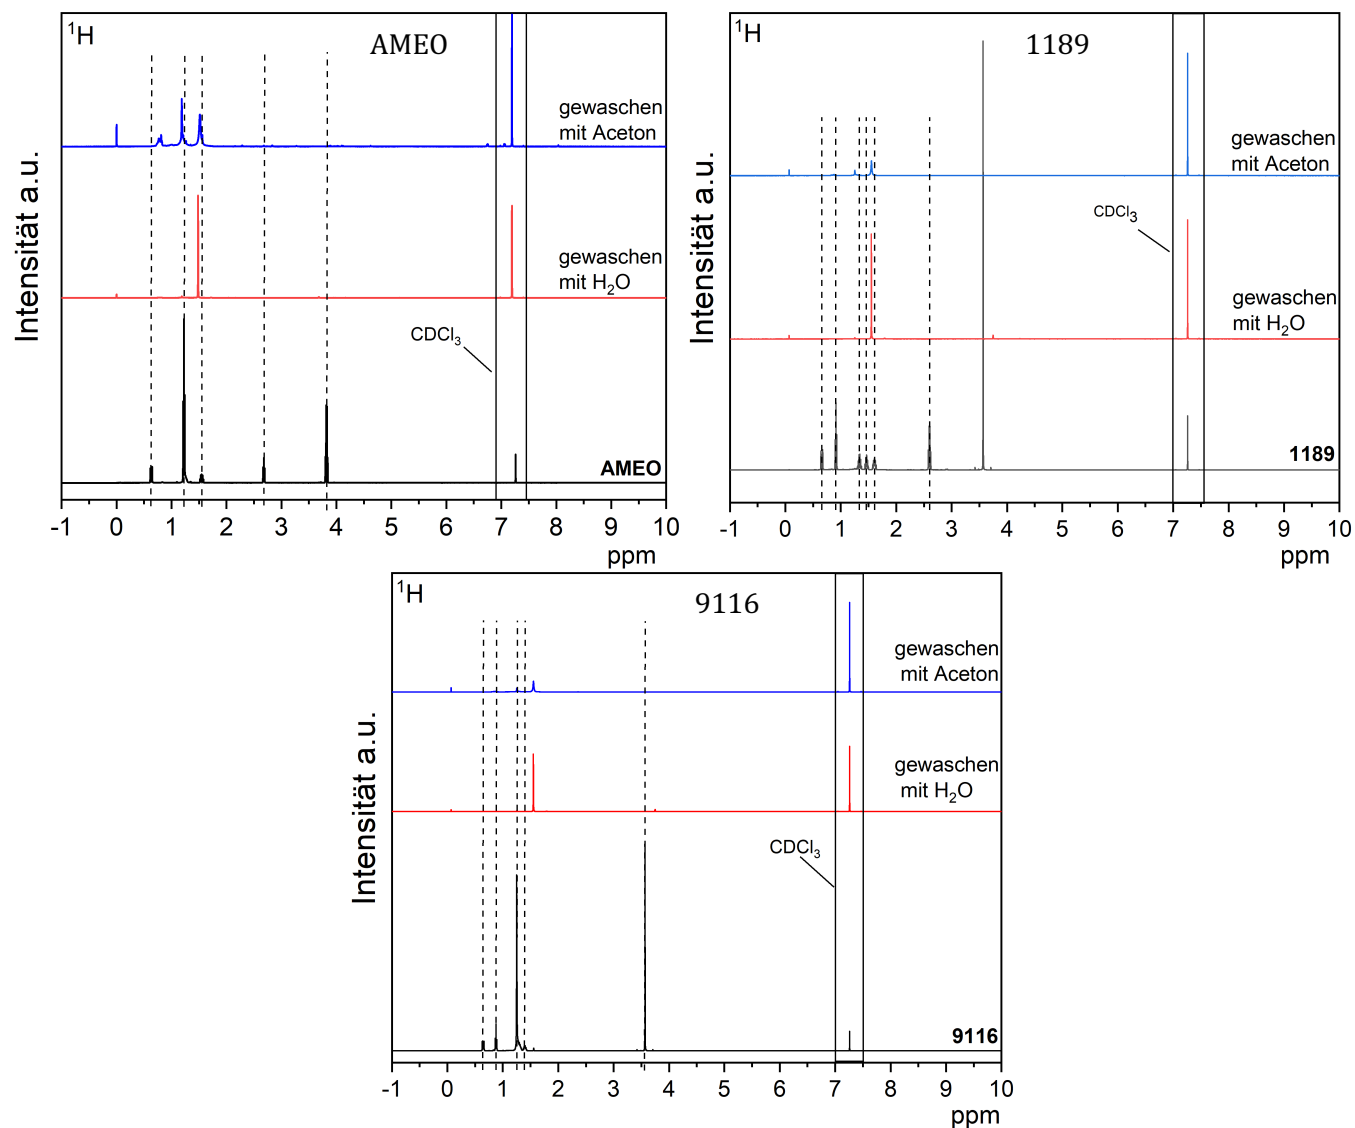 ¹H
AMEO
gewaschen
mit Aceton
gewaschen
mit H₂O
CDCl₃
AMEO
Intensität a.u.
-1 0 1 2 3 4 5 6 7 8 9 10
ppm
¹H
1189
gewaschen
mit Aceton
CDCl₃
gewaschen
mit H₂O
1189
Intensität a.u.
-1 0 1 2 3 4 5 6 7 8 9 10
ppm
¹H
9116
gewaschen
mit Aceton
gewaschen
mit H₂O
CDCl₃
9116
Intensität a.u.
-1 0 1 2 3 4 5 6 7 8 9 10
ppm